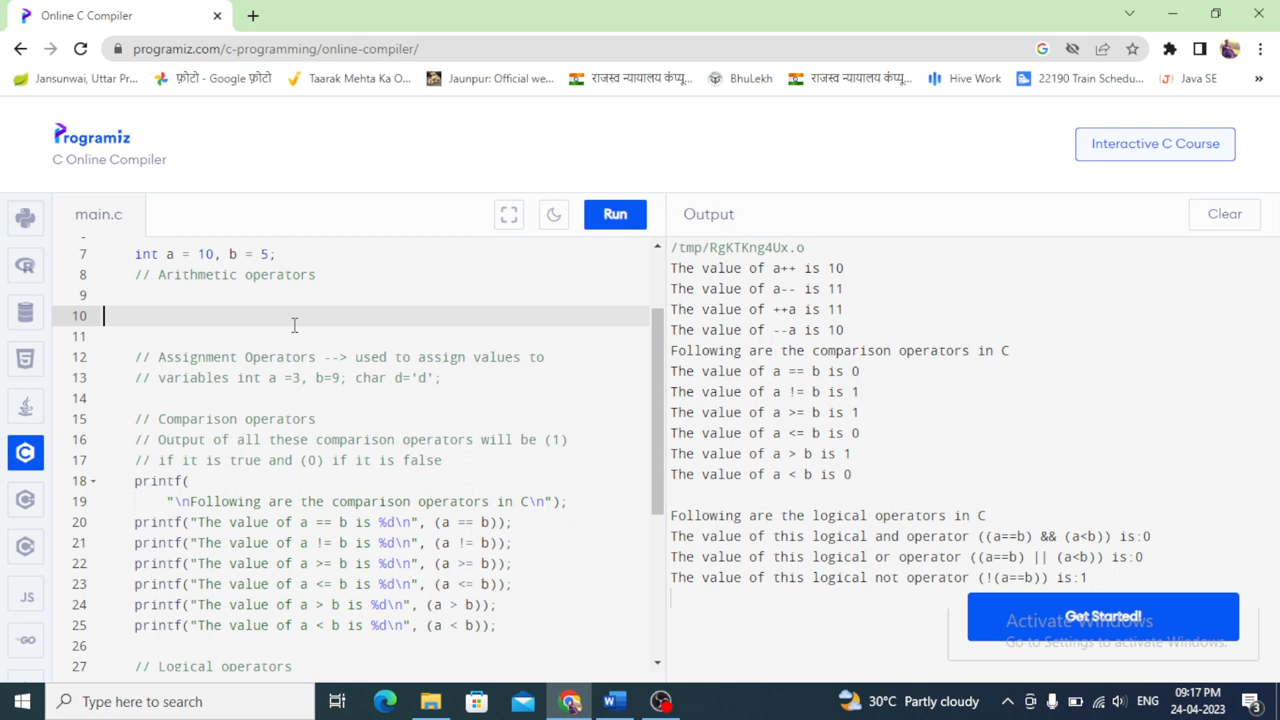 Online C Compiler
programiz.com/c-programming/online-compiler/
Jansunwai, Uttar Pr... फ़ोटो - Google फ़ोटो Taarak Mehta Ka O... Jaunpur: Official we... राजस्व न्यायालय कंप्यू... BhuLekh राजस्व न्यायालय कंप्यू... Hive Work 22190 Train Schedu... Java SE »
Programiz
C Online Compiler
Interactive C Course
main.c
Run
Output
Clear
7 int a = 10, b = 5;
8 // Arithmetic operators
9
10
11
12 // Assignment Operators --> used to assign values to
13 // variables int a =3, b=9; char d='d';
14
15 // Comparison operators
16 // Output of all these comparison operators will be (1)
17 // if it is true and (0) if it is false
18 printf(
19 "\nFollowing are the comparison operators in C\n");
20 printf("The value of a == b is %d\n", (a == b));
21 printf("The value of a != b is %d\n", (a != b));
22 printf("The value of a >= b is %d\n", (a >= b));
23 printf("The value of a <= b is %d\n", (a <= b));
24 printf("The value of a > b is %d\n", (a > b));
25 printf("The value of a < b is %d\n", (a < b));
26
27 // Logical operators
/tmp/RgKTKng4Ux.o
The value of a++ is 10
The value of a-- is 11
The value of ++a is 11
The value of --a is 10
Following are the comparison operators in C
The value of a == b is 0
The value of a != b is 1
The value of a >= b is 1
The value of a <= b is 0
The value of a > b is 1
The value of a < b is 0
Following are the logical operators in C
The value of this logical and operator ((a==b) && (a<b)) is:0
The value of this logical or operator ((a==b) || (a<b)) is:0
The value of this logical not operator (!(a==b)) is:1
Get Started!
Activate Windows
Go to Settings to activate Windows.
JS
GO
Type here to search
30°C Partly cloudy
ENG
09:17 PM
24-04-2023
3